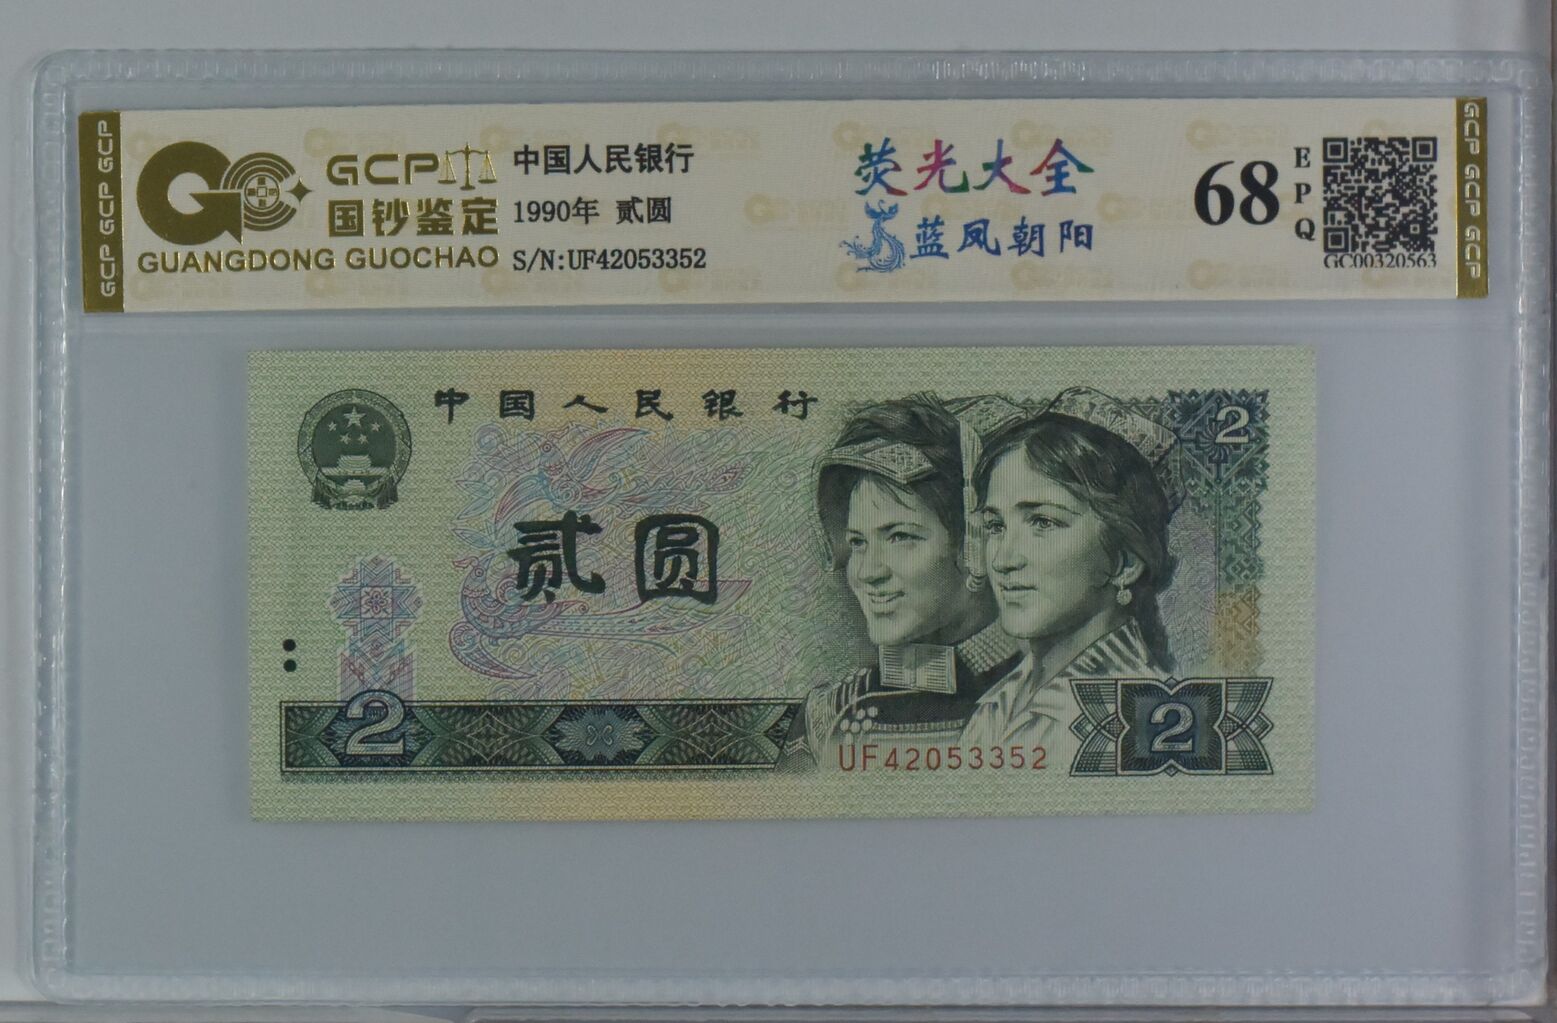 GCP GCP GCP
GCP
国钞鉴定
GUANGDONG GUOCHAO
中国人民银行
1990年 贰圆
S/N:UF42053352
荧光大全
蓝凤朝阳
68
EPQ
GC00320563
GCP GCP GCP
中国人民银行
2
贰圆
2
UF42053352
2